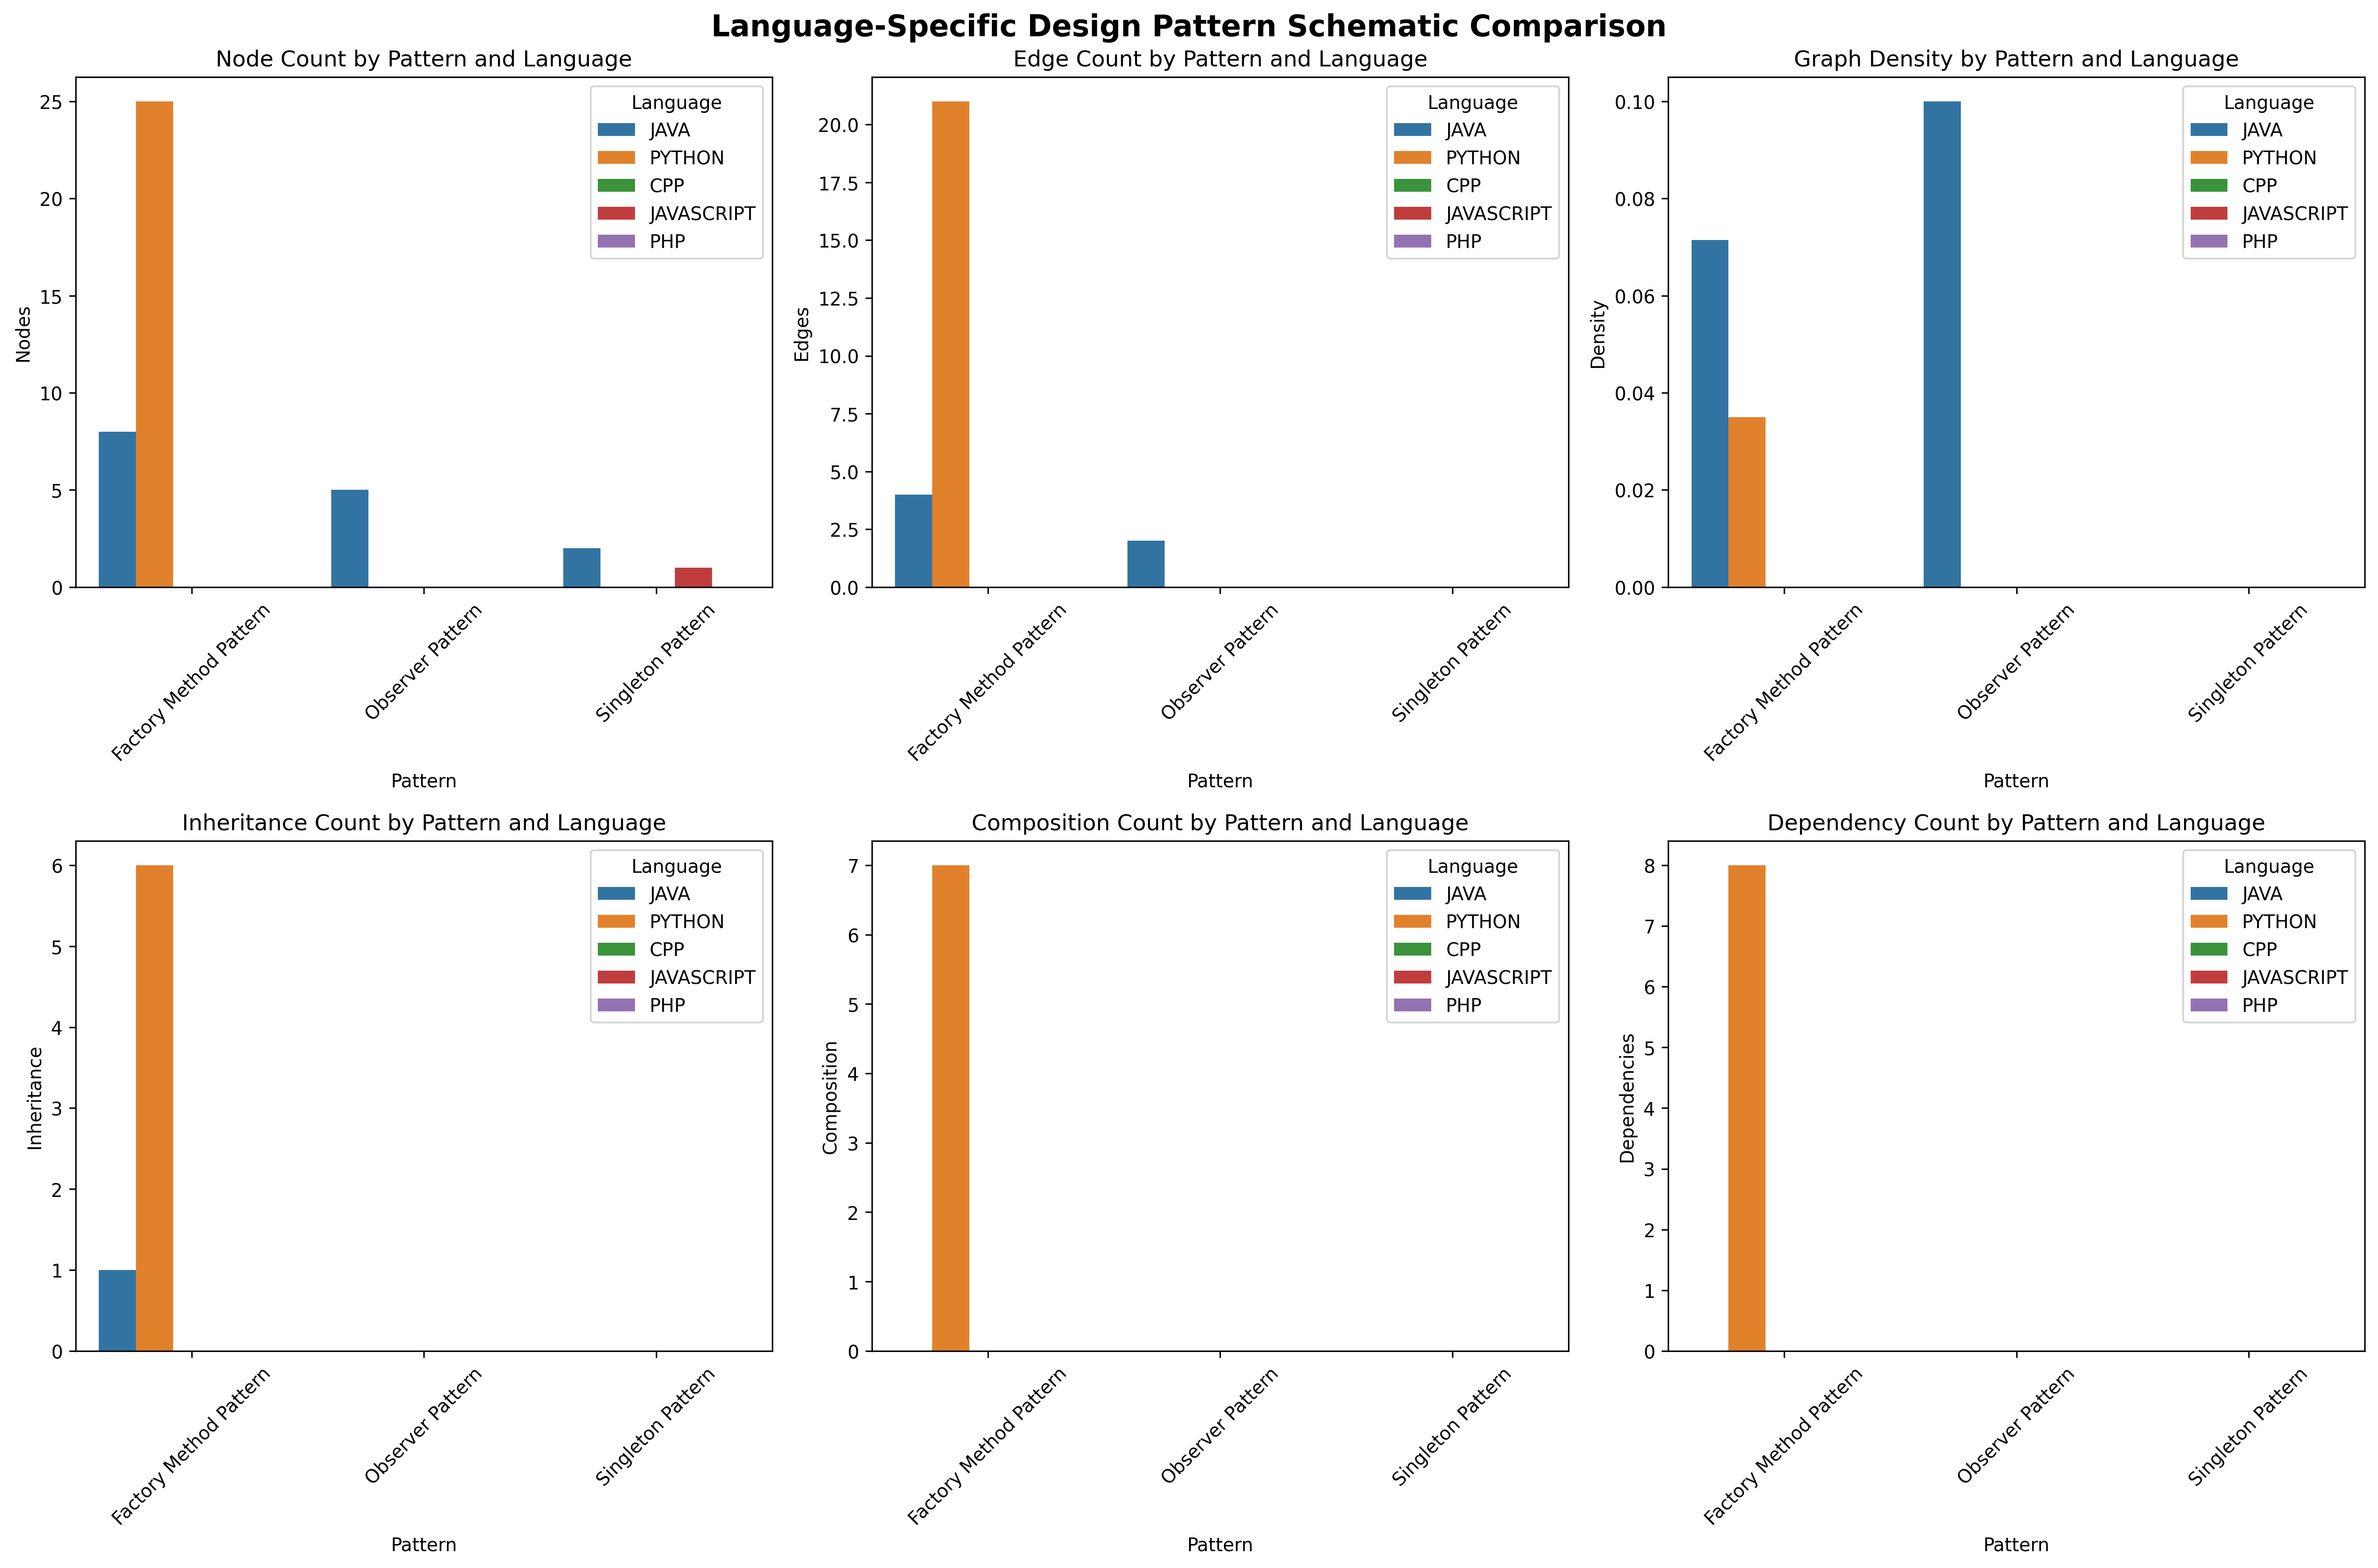 Language-Specific Design Pattern Schematic Comparison
Node Count by Pattern and Language
Nodes
25
20
15
10
5
0
Language
JAVA
PYTHON
CPP
JAVASCRIPT
PHP
Factory Method Pattern
Observer Pattern
Singleton Pattern
Pattern
Edge Count by Pattern and Language
Edges
20.0
17.5
15.0
12.5
10.0
7.5
5.0
2.5
0.0
Language
JAVA
PYTHON
CPP
JAVASCRIPT
PHP
Factory Method Pattern
Observer Pattern
Singleton Pattern
Pattern
Graph Density by Pattern and Language
Density
0.10
0.08
0.06
0.04
0.02
0.00
Language
JAVA
PYTHON
CPP
JAVASCRIPT
PHP
Factory Method Pattern
Observer Pattern
Singleton Pattern
Pattern
Inheritance Count by Pattern and Language
Inheritance
6
5
4
3
2
1
0
Language
JAVA
PYTHON
CPP
JAVASCRIPT
PHP
Factory Method Pattern
Observer Pattern
Singleton Pattern
Pattern
Composition Count by Pattern and Language
Composition
7
6
5
4
3
2
1
0
Language
JAVA
PYTHON
CPP
JAVASCRIPT
PHP
Factory Method Pattern
Observer Pattern
Singleton Pattern
Pattern
Dependency Count by Pattern and Language
Dependencies
8
7
6
5
4
3
2
1
0
Language
JAVA
PYTHON
CPP
JAVASCRIPT
PHP
Factory Method Pattern
Observer Pattern
Singleton Pattern
Pattern